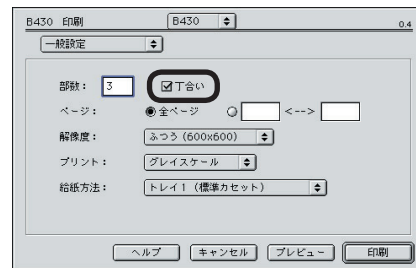 B430 印刷 B430 0.4
一般設定
部数： 3 丁合い
ページ： 全ページ <-->
解像度： ふつう (600x600)
プリント： グレイスケール
給紙方法： トレイ1 (標準カセット)
ヘルプ キャンセル プレビュー 印刷